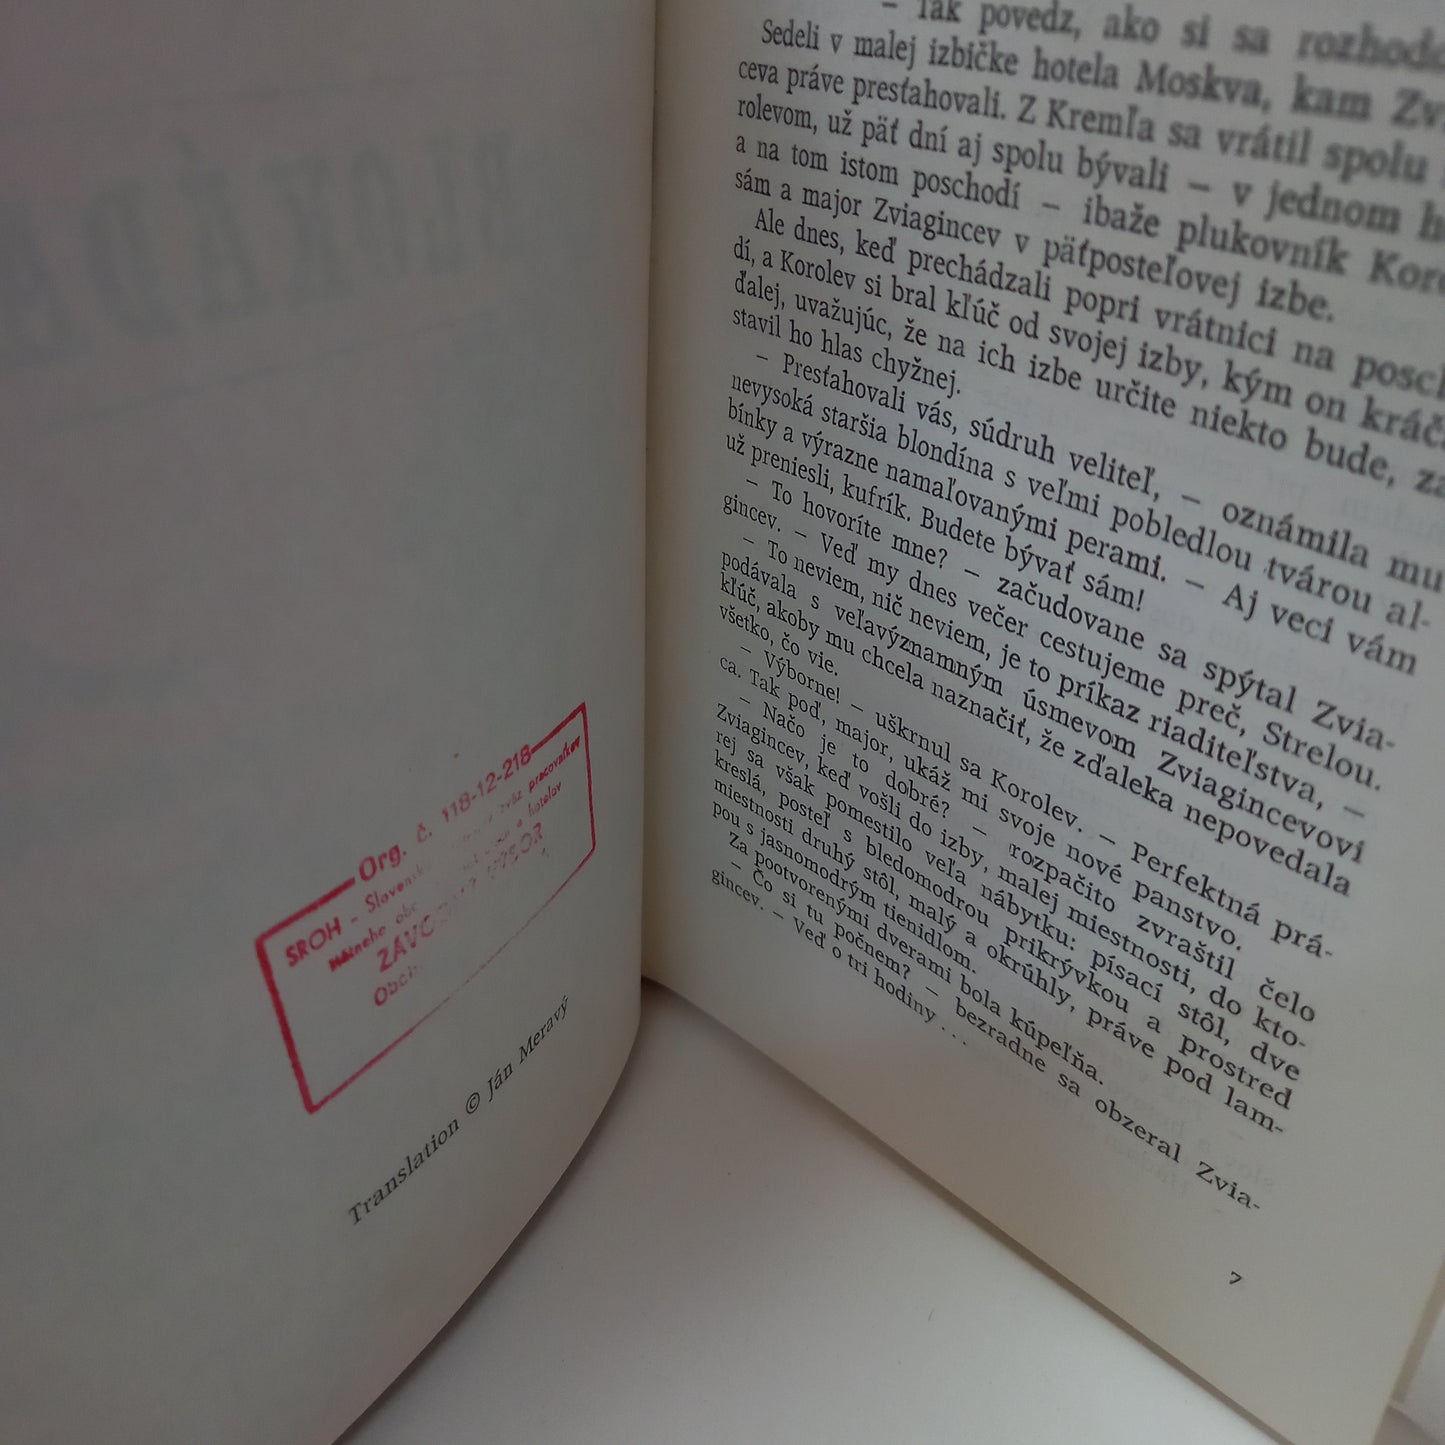 BLOKÁDA
Org. č. 118-12-218
SROH – Slovenský zväz pracovníkov
obchodu a hotelov
ZÁVODNÝ VÝBOR
Translation © Ján Meravý
– Tak povedz, ako si sa
Sedeli v malej izbičke hotela Moskva, kam
ceva práve presťahovali. Z Kremľa sa vrátil spolu
rolevom, už päť dní aj spolu bývali – v jednom
a na tom istom poschodí – ibaže plukovník
sám a major Zviagincev v päťposteľovej izbe.
Ale dnes, keď prechádzali popri vrátnici na
dí, a Korolev si bral kľúč od svojej izby, kým on
ďalej, uvažujúc, že na ich izbe určite niekto bude, za-
stavil ho hlas chyžnej.
– Presťahovali vás, súdruh veliteľ, – oznámila mu
nevysoká staršia blondína s veľmi pobledlou tvárou al-
bínky a výrazne namaľovanými perami. – Aj veci vám
už preniesli, kufrík. Budete bývať sám!
– To hovoríte mne? – začudovane sa spýtal Zvia-
gincev. – Veď my dnes večer cestujeme preč, Strelou.
– To neviem, nič neviem, je to príkaz riaditeľstva, –
podávala s veľavýznamným úsmevom Zviagincevovi
kľúč, akoby mu chcela naznačiť, že zďaleka nepovedala
všetko, čo vie.
– Výborne! – uškrnul sa Korolev. – Perfektná prá-
ca. Tak poď, major, ukáž mi svoje nové panstvo.
– Načo je to dobré? – rozpačito zvraštil čelo
Zviagincev, keď vošli do izby, malej miestnosti, do kto-
rej sa však pomestilo veľa nábytku: písací stôl, dve
kreslá, posteľ s bledomodrou prikrývkou a prostred
miestnosti druhý stôl, malý a okrúhly, práve pod lam-
pou s jasnomodrým tienidlom.
Za pootvorenými dverami bola kúpeľňa.
– Čo si tu počnem? – bezradne sa obzeral Zvia-
gincev. – Veď o tri hodiny ...
7